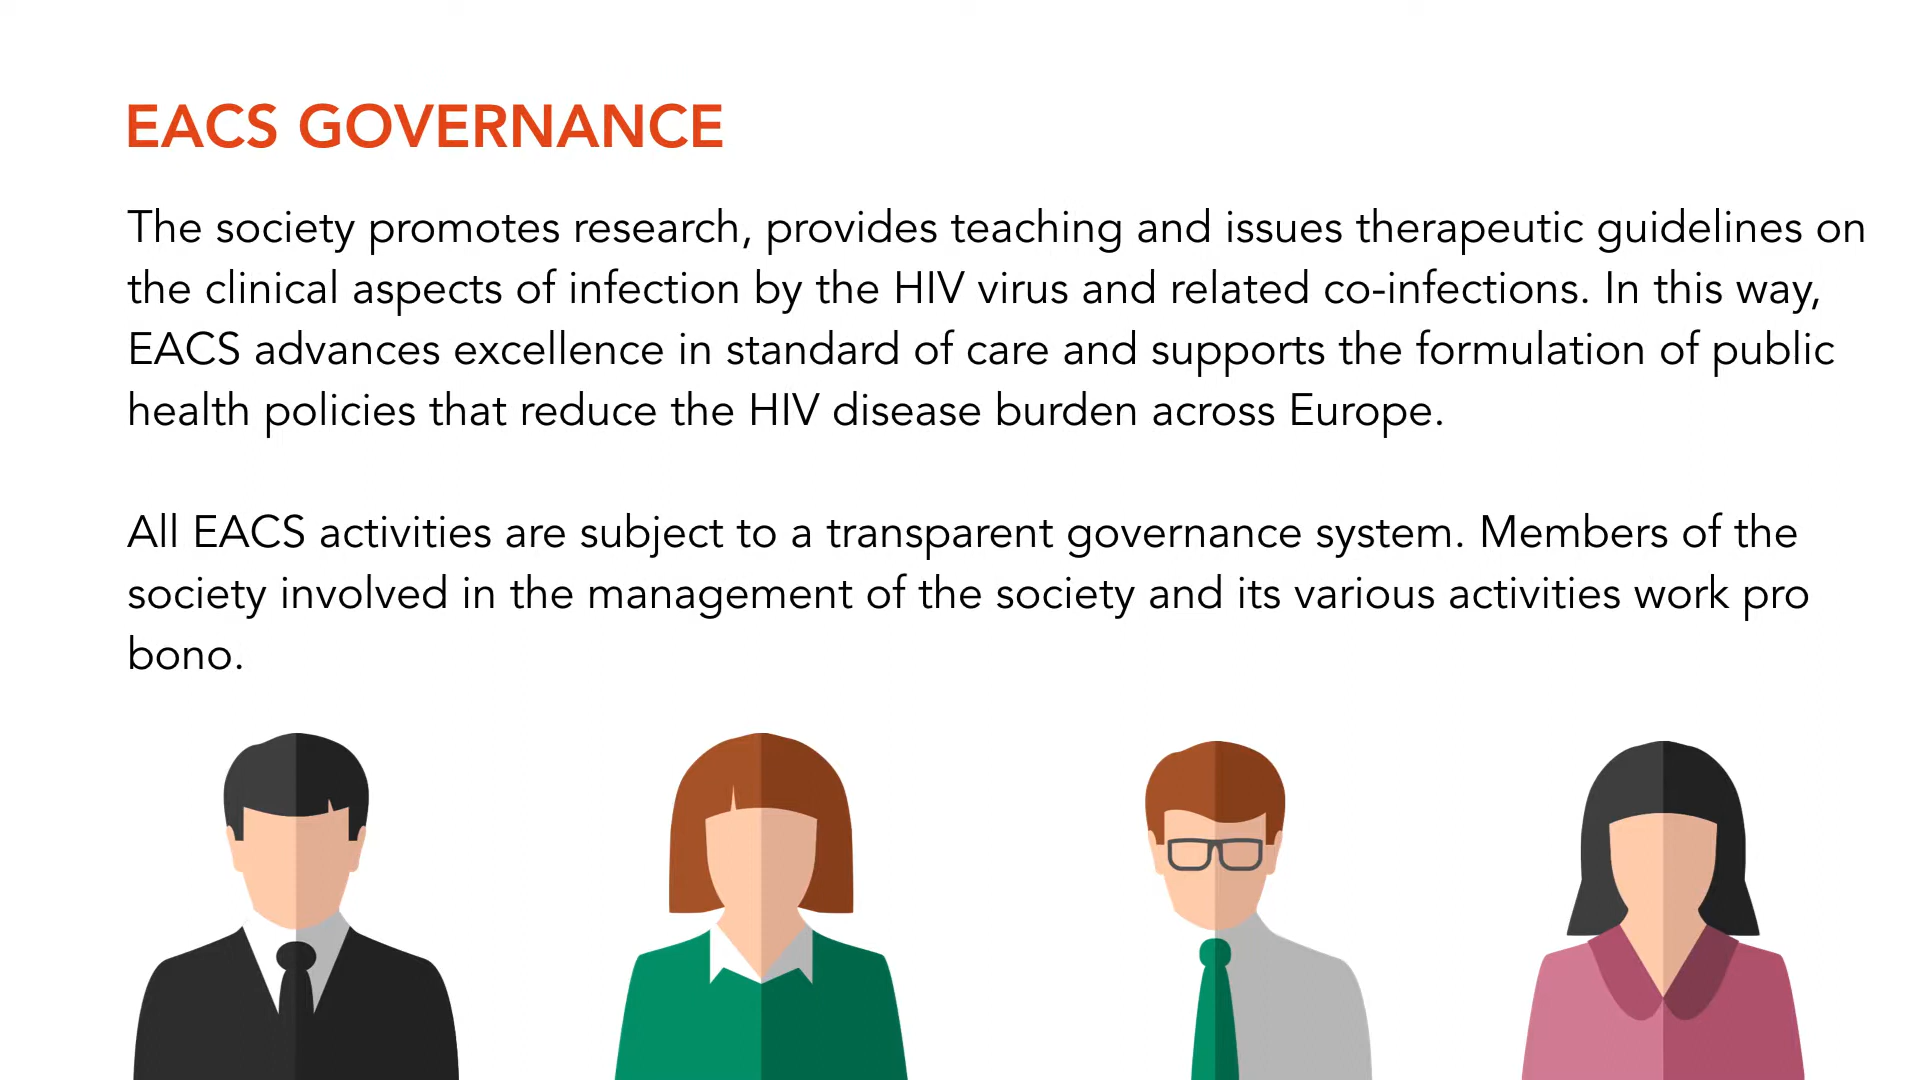 EACS GOVERNANCE
The society promotes research, provides teaching and issues therapeutic guidelines on
the clinical aspects of infection by the HIV virus and related co-infections. In this way,
EACS advances excellence in standard of care and supports the formulation of public
health policies that reduce the HIV disease burden across Europe.
All EACS activities are subject to a transparent governance system. Members of the
society involved in the management of the society and its various activities work pro
bono.